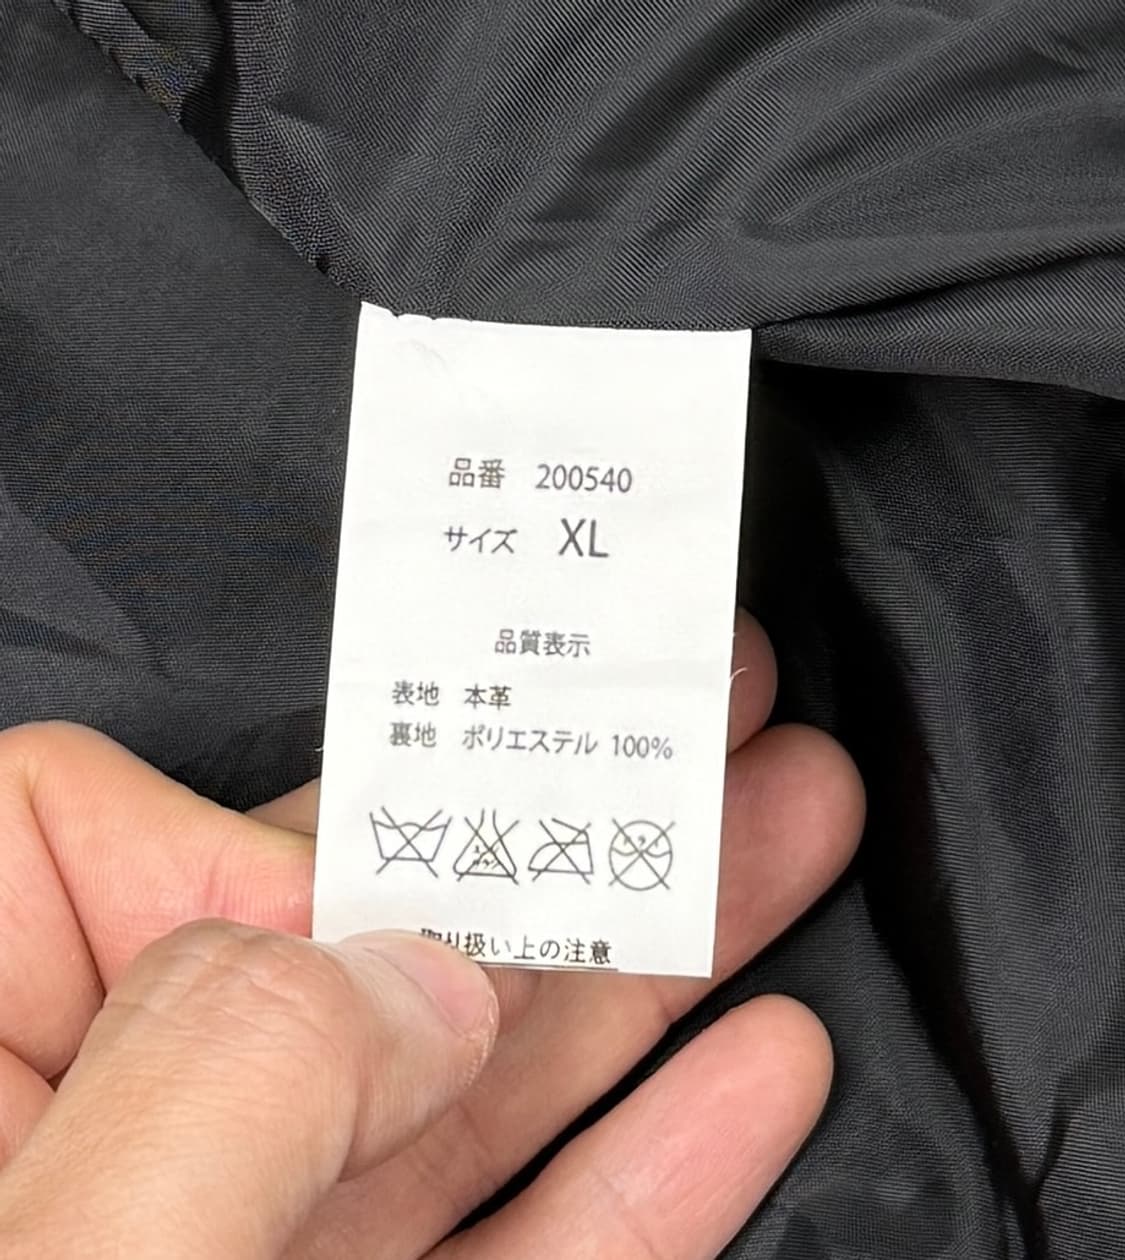 品番 200540
サイズ XL
品質表示
表地 本革
裏地 ポリエステル 100%
取り扱い上の注意